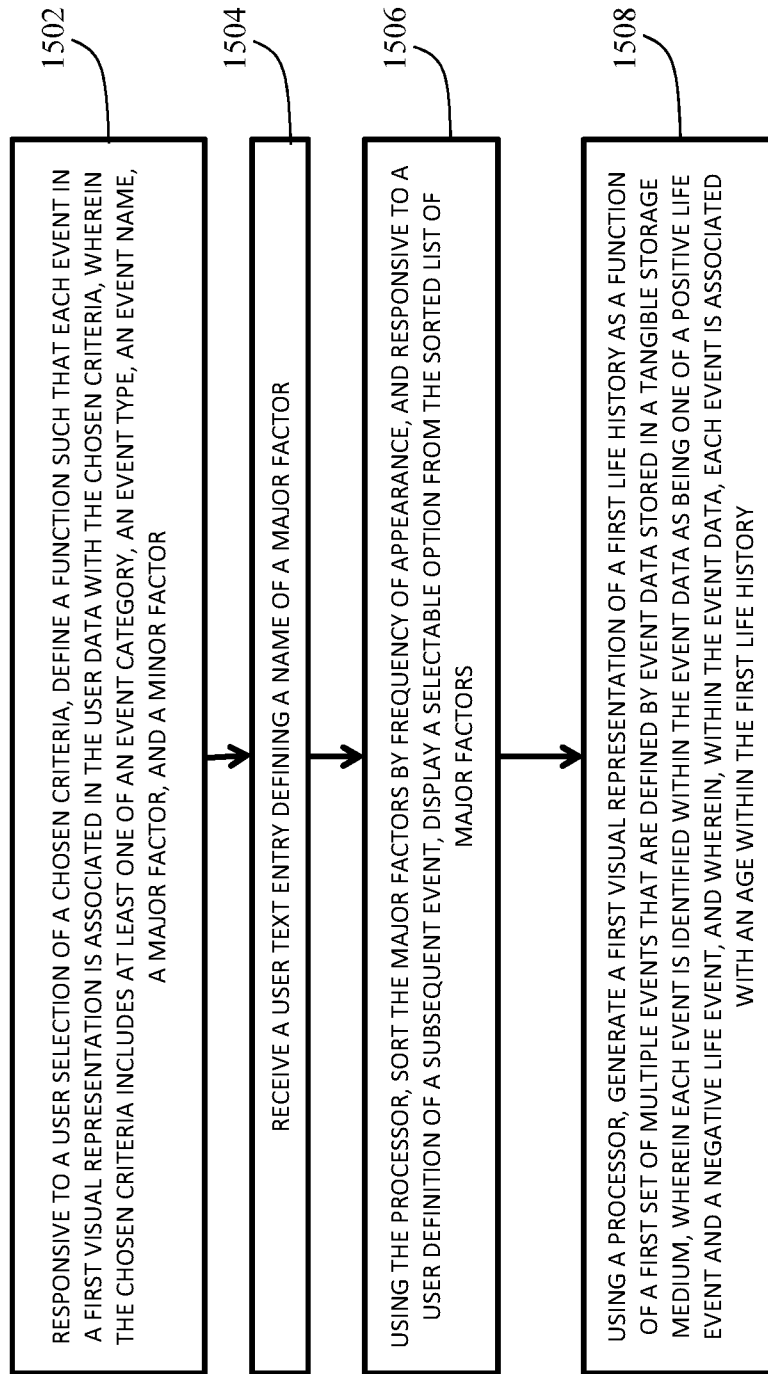 RESPONSIVE TO A USER SELECTION OF A CHOSEN CRITERIA, DEFINE A FUNCTION SUCH THAT EACH EVENT IN
A FIRST VISUAL REPRESENTATION IS ASSOCIATED IN THE USER DATA WITH THE CHOSEN CRITERIA, WHEREIN
THE CHOSEN CRITERIA INCLUDES AT LEAST ONE OF AN EVENT CATEGORY, AN EVENT TYPE, AN EVENT NAME,
A MAJOR FACTOR, AND A MINOR FACTOR
1502
RECEIVE A USER TEXT ENTRY DEFINING A NAME OF A MAJOR FACTOR
1504
USING THE PROCESSOR, SORT THE MAJOR FACTORS BY FREQUENCY OF APPEARANCE, AND RESPONSIVE TO A
USER DEFINITION OF A SUBSEQUENT EVENT, DISPLAY A SELECTABLE OPTION FROM THE SORTED LIST OF
MAJOR FACTORS
1506
USING A PROCESSOR, GENERATE A FIRST VISUAL REPRESENTATION OF A FIRST LIFE HISTORY AS A FUNCTION
OF A FIRST SET OF MULTIPLE EVENTS THAT ARE DEFINED BY EVENT DATA STORED IN A TANGIBLE STORAGE
MEDIUM, WHEREIN EACH EVENT IS IDENTIFIED WITHIN THE EVENT DATA AS BEING ONE OF A POSITIVE LIFE
EVENT AND A NEGATIVE LIFE EVENT, AND WHEREIN, WITHIN THE EVENT DATA, EACH EVENT IS ASSOCIATED
WITH AN AGE WITHIN THE FIRST LIFE HISTORY
1508